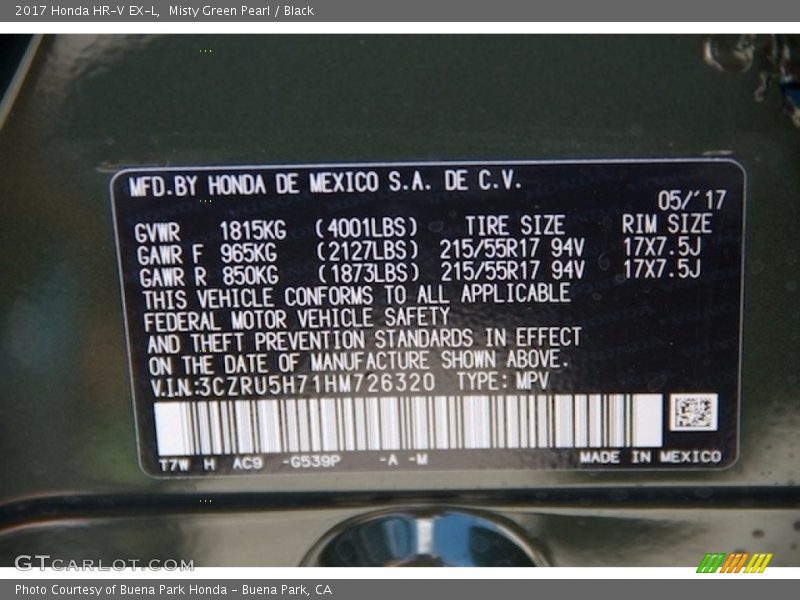 2017 Honda HR-V EX-L,  Misty Green Pearl / Black
MFD.BY HONDA DE MEXICO S.A. DE C.V.
05/'17
GVWR 1815KG (4001LBS) TIRE SIZE RIM SIZE
GAWR F 965KG (2127LBS) 215/55R17 94V 17X7.5J
GAWR R 850KG (1873LBS) 215/55R17 94V 17X7.5J
THIS VEHICLE CONFORMS TO ALL APPLICABLE
FEDERAL MOTOR VEHICLE SAFETY
AND THEFT PREVENTION STANDARDS IN EFFECT
ON THE DATE OF MANUFACTURE SHOWN ABOVE.
V.I.N:3CZRU5H71HM726320 TYPE:MPV
T7W H AC9 -G539P -A -M MADE IN MEXICO
GTCARLOT.COM
Photo Courtesy of Buena Park Honda - Buena Park, CA